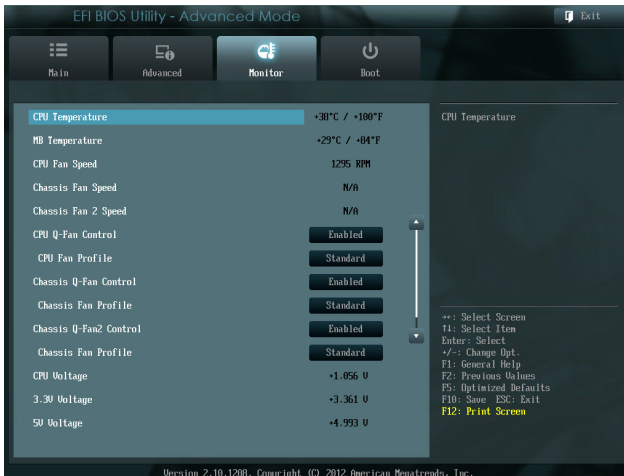 EFI BIOS Utility - Advanced Mode
Exit
Main Advanced Monitor Boot
CPU Temperature +38°C / +100°F
MB Temperature +29°C / +84°F
CPU Fan Speed 1295 RPM
Chassis Fan Speed N/A
Chassis Fan 2 Speed N/A
CPU Q-Fan Control Enabled
CPU Fan Profile Standard
Chassis Q-Fan Control Enabled
Chassis Fan Profile Standard
Chassis Q-Fan2 Control Enabled
Chassis Fan Profile Standard
CPU Voltage +1.056 V
3.3V Voltage +3.361 V
5V Voltage +4.993 V
CPU Temperature
→←: Select Screen
↑↓: Select Item
Enter: Select
+/-: Change Opt.
F1: General Help
F2: Previous Values
F5: Optimized Defaults
F10: Save ESC: Exit
F12: Print Screen
Version 2.10.1208. Copyright (C) 2012 American Megatrends, Inc.